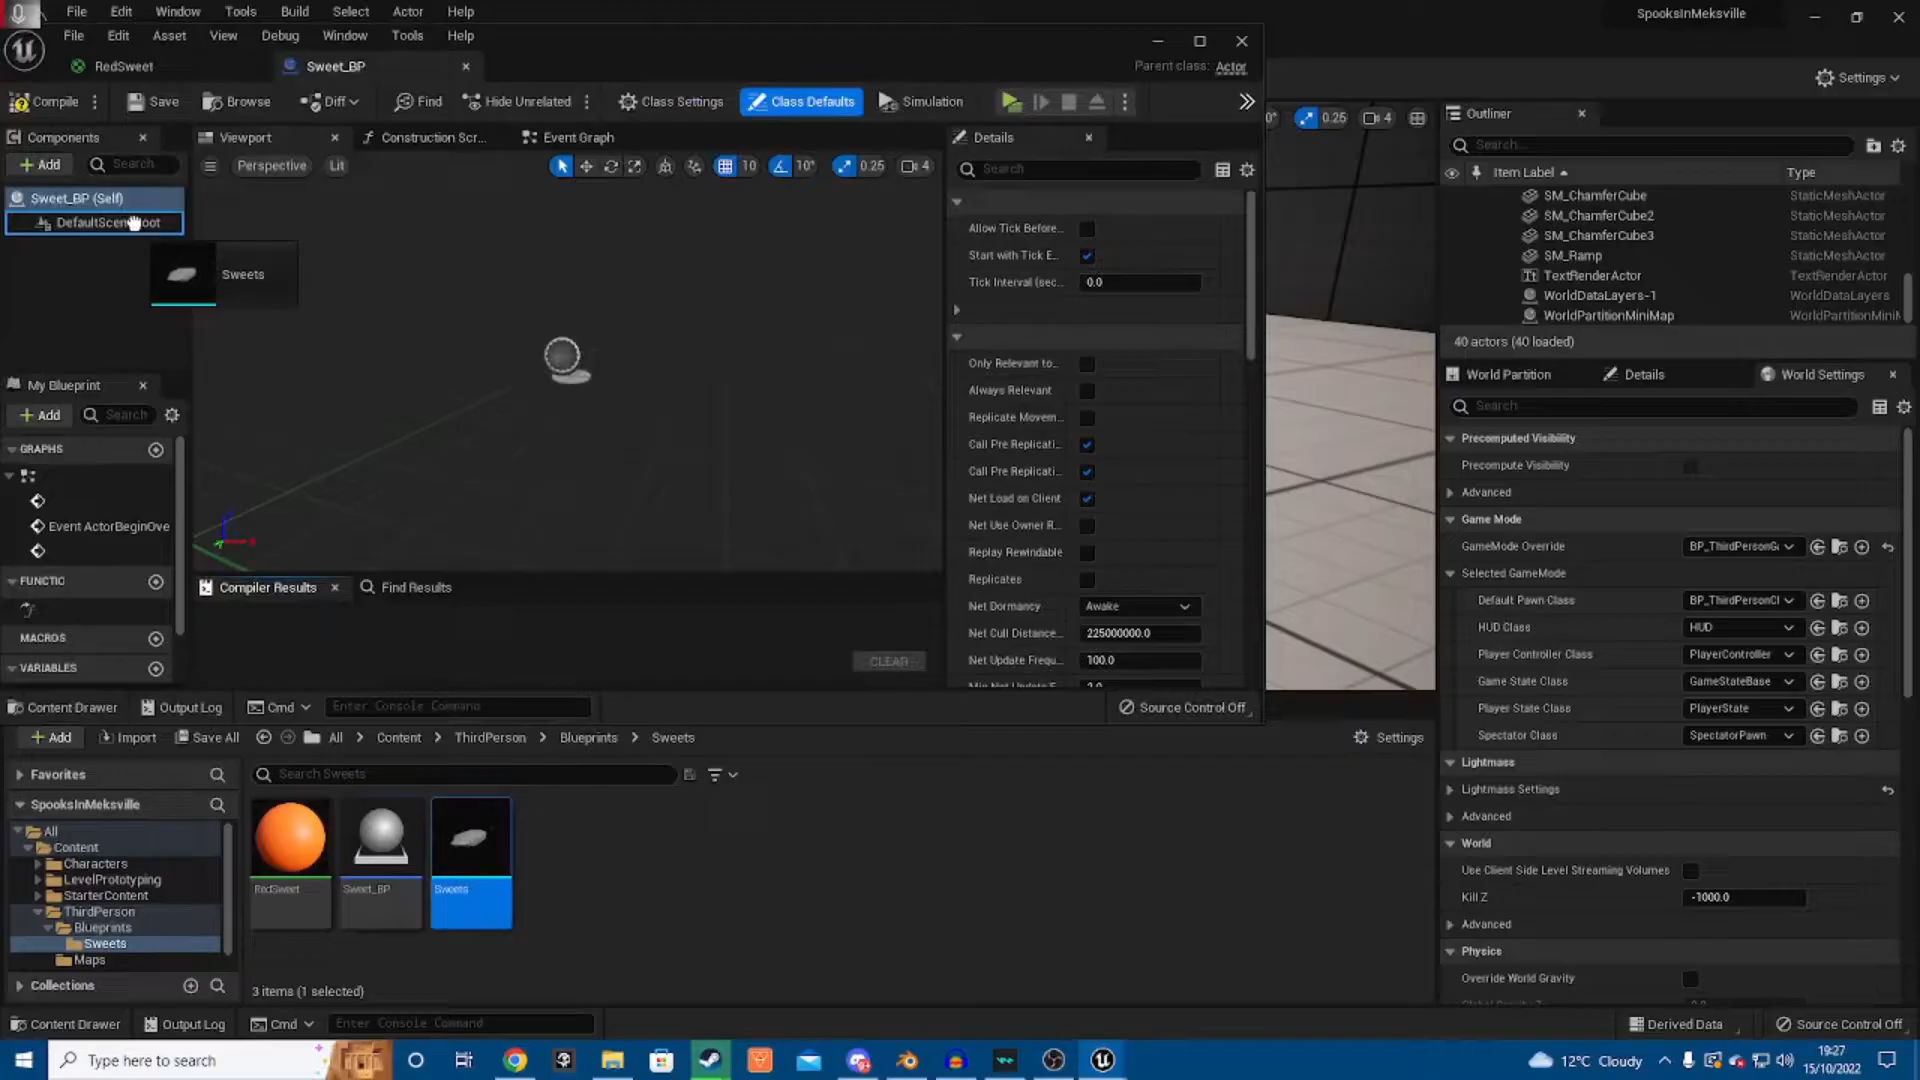 File Edit Window Tools Build Select Actor Help SpooksInMeksville
File Edit Asset View Debug Window Tools Help
RedSweet Sweet_BP Parent class: Actor
Settings
Compile Save Browse Diff Find Hide Unrelated Class Settings Class Defaults Simulation
Components Viewport Construction Scr... Event Graph Details
0° 0.25 4 Outliner
Add Search Perspective Lit 10 10° 0.25 4 Search
Search...
Item Label Type
Sweet_BP (Self)
DefaultScen oot
Sweets
Allow Tick Before...
Start with Tick E...
Tick Interval (sec... 0.0
SM_ChamferCube StaticMeshActor
SM_ChamferCube2 StaticMeshActor
SM_ChamferCube3 StaticMeshActor
SM_Ramp StaticMeshActor
TextRenderActor TextRenderActor
WorldDataLayers-1 WorldDataLayers
WorldPartitionMiniMap WorldPartitionMiniM
40 actors (40 loaded)
Only Relevant to...
Always Relevant
Replicate Movem...
Call Pre Replicati...
Call Pre Replicati...
Net Load on Client
Net Use Owner R...
Replay Rewindable
Replicates
Net Dormancy Awake
Net Cull Distance... 225000000.0
Net Update Frequ... 100.0
My Blueprint
Add Search
GRAPHS
Event ActorBeginOve
FUNCTIC
MACROS
VARIABLES
Compiler Results Find Results
CLEAR
Content Drawer Output Log Cmd Enter Console Command Source Control Off
World Partition Details World Settings
Search
Precomputed Visibility
Precompute Visibility
Advanced
Game Mode
GameMode Override BP_ThirdPersonGa
Selected GameMode
Default Pawn Class BP_ThirdPersonCl
HUD Class HUD
Player Controller Class PlayerController
Game State Class GameStateBase
Player State Class PlayerState
Spectator Class SpectatorPawn
Lightmass
Lightmass Settings
Advanced
World
Use Client Side Level Streaming Volumes
Kill Z -1000.0
Advanced
Physics
Override World Gravity
Add Import Save All All Content ThirdPerson Blueprints Sweets Settings
Favorites Search Sweets
SpooksInMeksville
All
Content
Characters
LevelPrototyping
StarterContent
ThirdPerson
Blueprints
Sweets
Maps
Collections
RedSweet Sweet_BP Sweets
3 items (1 selected)
Content Drawer Output Log Cmd Enter Console Command Derived Data Source Control Off
Type here to search 12°C Cloudy 19:27
15/10/2022